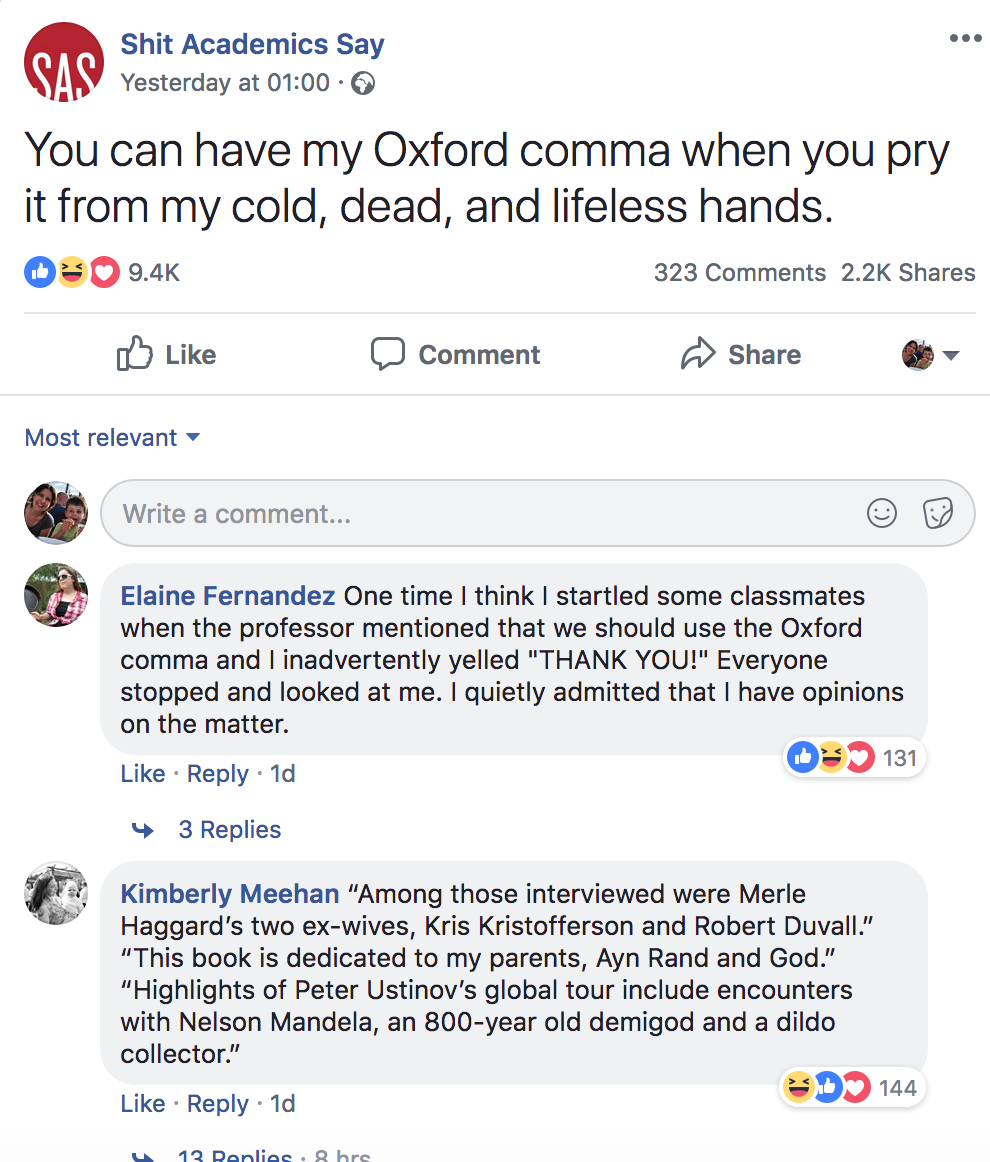 SAS
Shit Academics Say
Yesterday at 01:00 ·
You can have my Oxford comma when you pry
it from my cold, dead, and lifeless hands.
9.4K
323 Comments 2.2K Shares
Like Comment Share
Most relevant
Write a comment...
Elaine Fernandez One time I think I startled some classmates
when the professor mentioned that we should use the Oxford
comma and I inadvertently yelled "THANK YOU!" Everyone
stopped and looked at me. I quietly admitted that I have opinions
on the matter.
131
Like · Reply · 1d
3 Replies
Kimberly Meehan “Among those interviewed were Merle
Haggard’s two ex-wives, Kris Kristofferson and Robert Duvall.”
“This book is dedicated to my parents, Ayn Rand and God.”
“Highlights of Peter Ustinov’s global tour include encounters
with Nelson Mandela, an 800-year old demigod and a dildo
collector.”
144
Like · Reply · 1d
13 Replies · 8 hrs